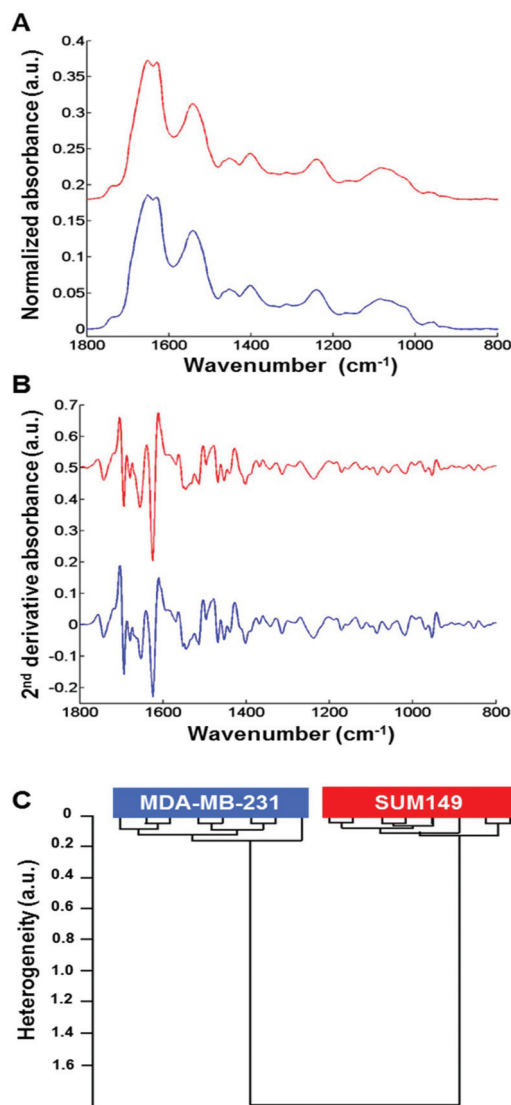 A
Normalized absorbance (a.u.)
0.4
0.35
0.3
0.25
0.2
0.15
0.1
0.05
0
1800 1600 1400 1200 1000 800
Wavenumber (cm-1)
B
2nd derivative absorbance (a.u.)
0.7
0.6
0.5
0.4
0.3
0.2
0.1
0
-0.1
-0.2
1800 1600 1400 1200 1000 800
Wavenumber (cm-1)
C
MDA-MB-231 SUM149
Heterogeneity (a.u.)
0
0.2
0.4
0.6
0.8
1.0
1.2
1.4
1.6